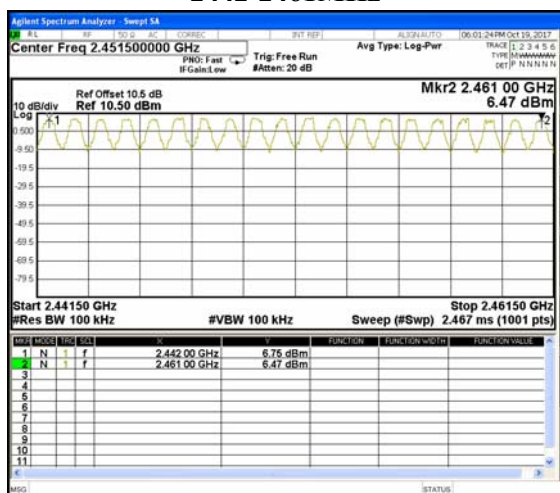 2442-2461MHz
Agilent Spectrum Analyzer - Swept SA
RL RF 50 Ω AC CORREC INT REF ALIGN AUTO 06:01:24 PM Oct 19, 2017
Center Freq 2.451500000 GHz
PNO: Fast
IFGain:Low
Trig: Free Run
#Atten: 20 dB
Avg Type: Log-Pwr
TRACE 1 2 3 4 5 6
TYPE M
DET P N N N N N
Mkr2 2.461 00 GHz
6.47 dBm
Ref Offset 10.5 dB
10 dB/div Ref 10.50 dBm
Log
1
2
0.500
-9.50
-19.5
-29.5
-39.5
-49.5
-59.5
-69.5
-79.5
Start 2.44150 GHz Stop 2.46150 GHz
#Res BW 100 kHz #VBW 100 kHz Sweep (#Swp) 2.467 ms (1001 pts)
MKR MODE TRC SCL X Y FUNCTION FUNCTION WIDTH FUNCTION VALUE
1 N 1 f 2.442 00 GHz 6.75 dBm
2 N 1 f 2.461 00 GHz 6.47 dBm
3
4
5
6
7
8
9
10
11
MSG STATUS